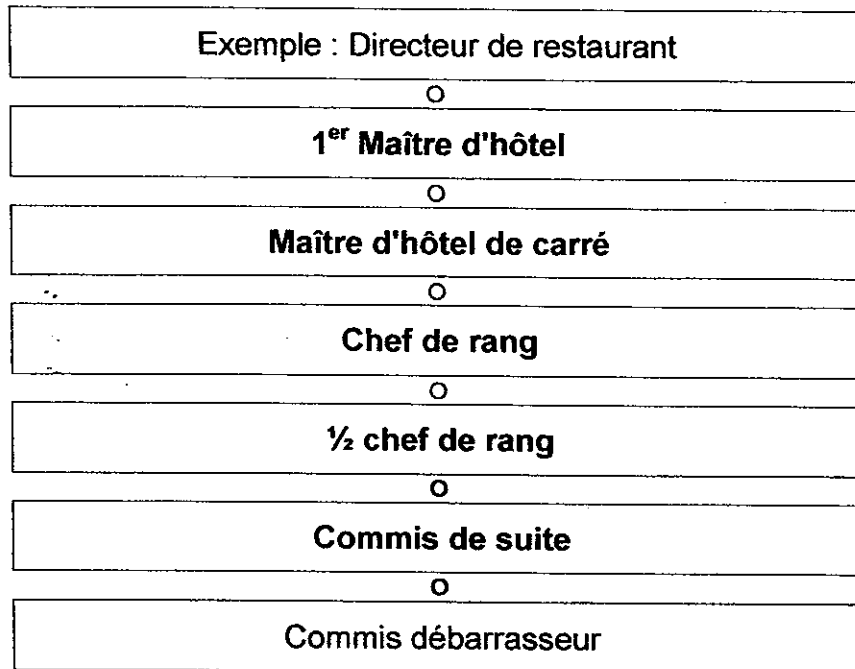 Exemple : Directeur de restaurant
o
1er Maître d'hôtel
o
Maître d'hôtel de carré
o
Chef de rang
o
½ chef de rang
o
Commis de suite
o
Commis débarrasseur